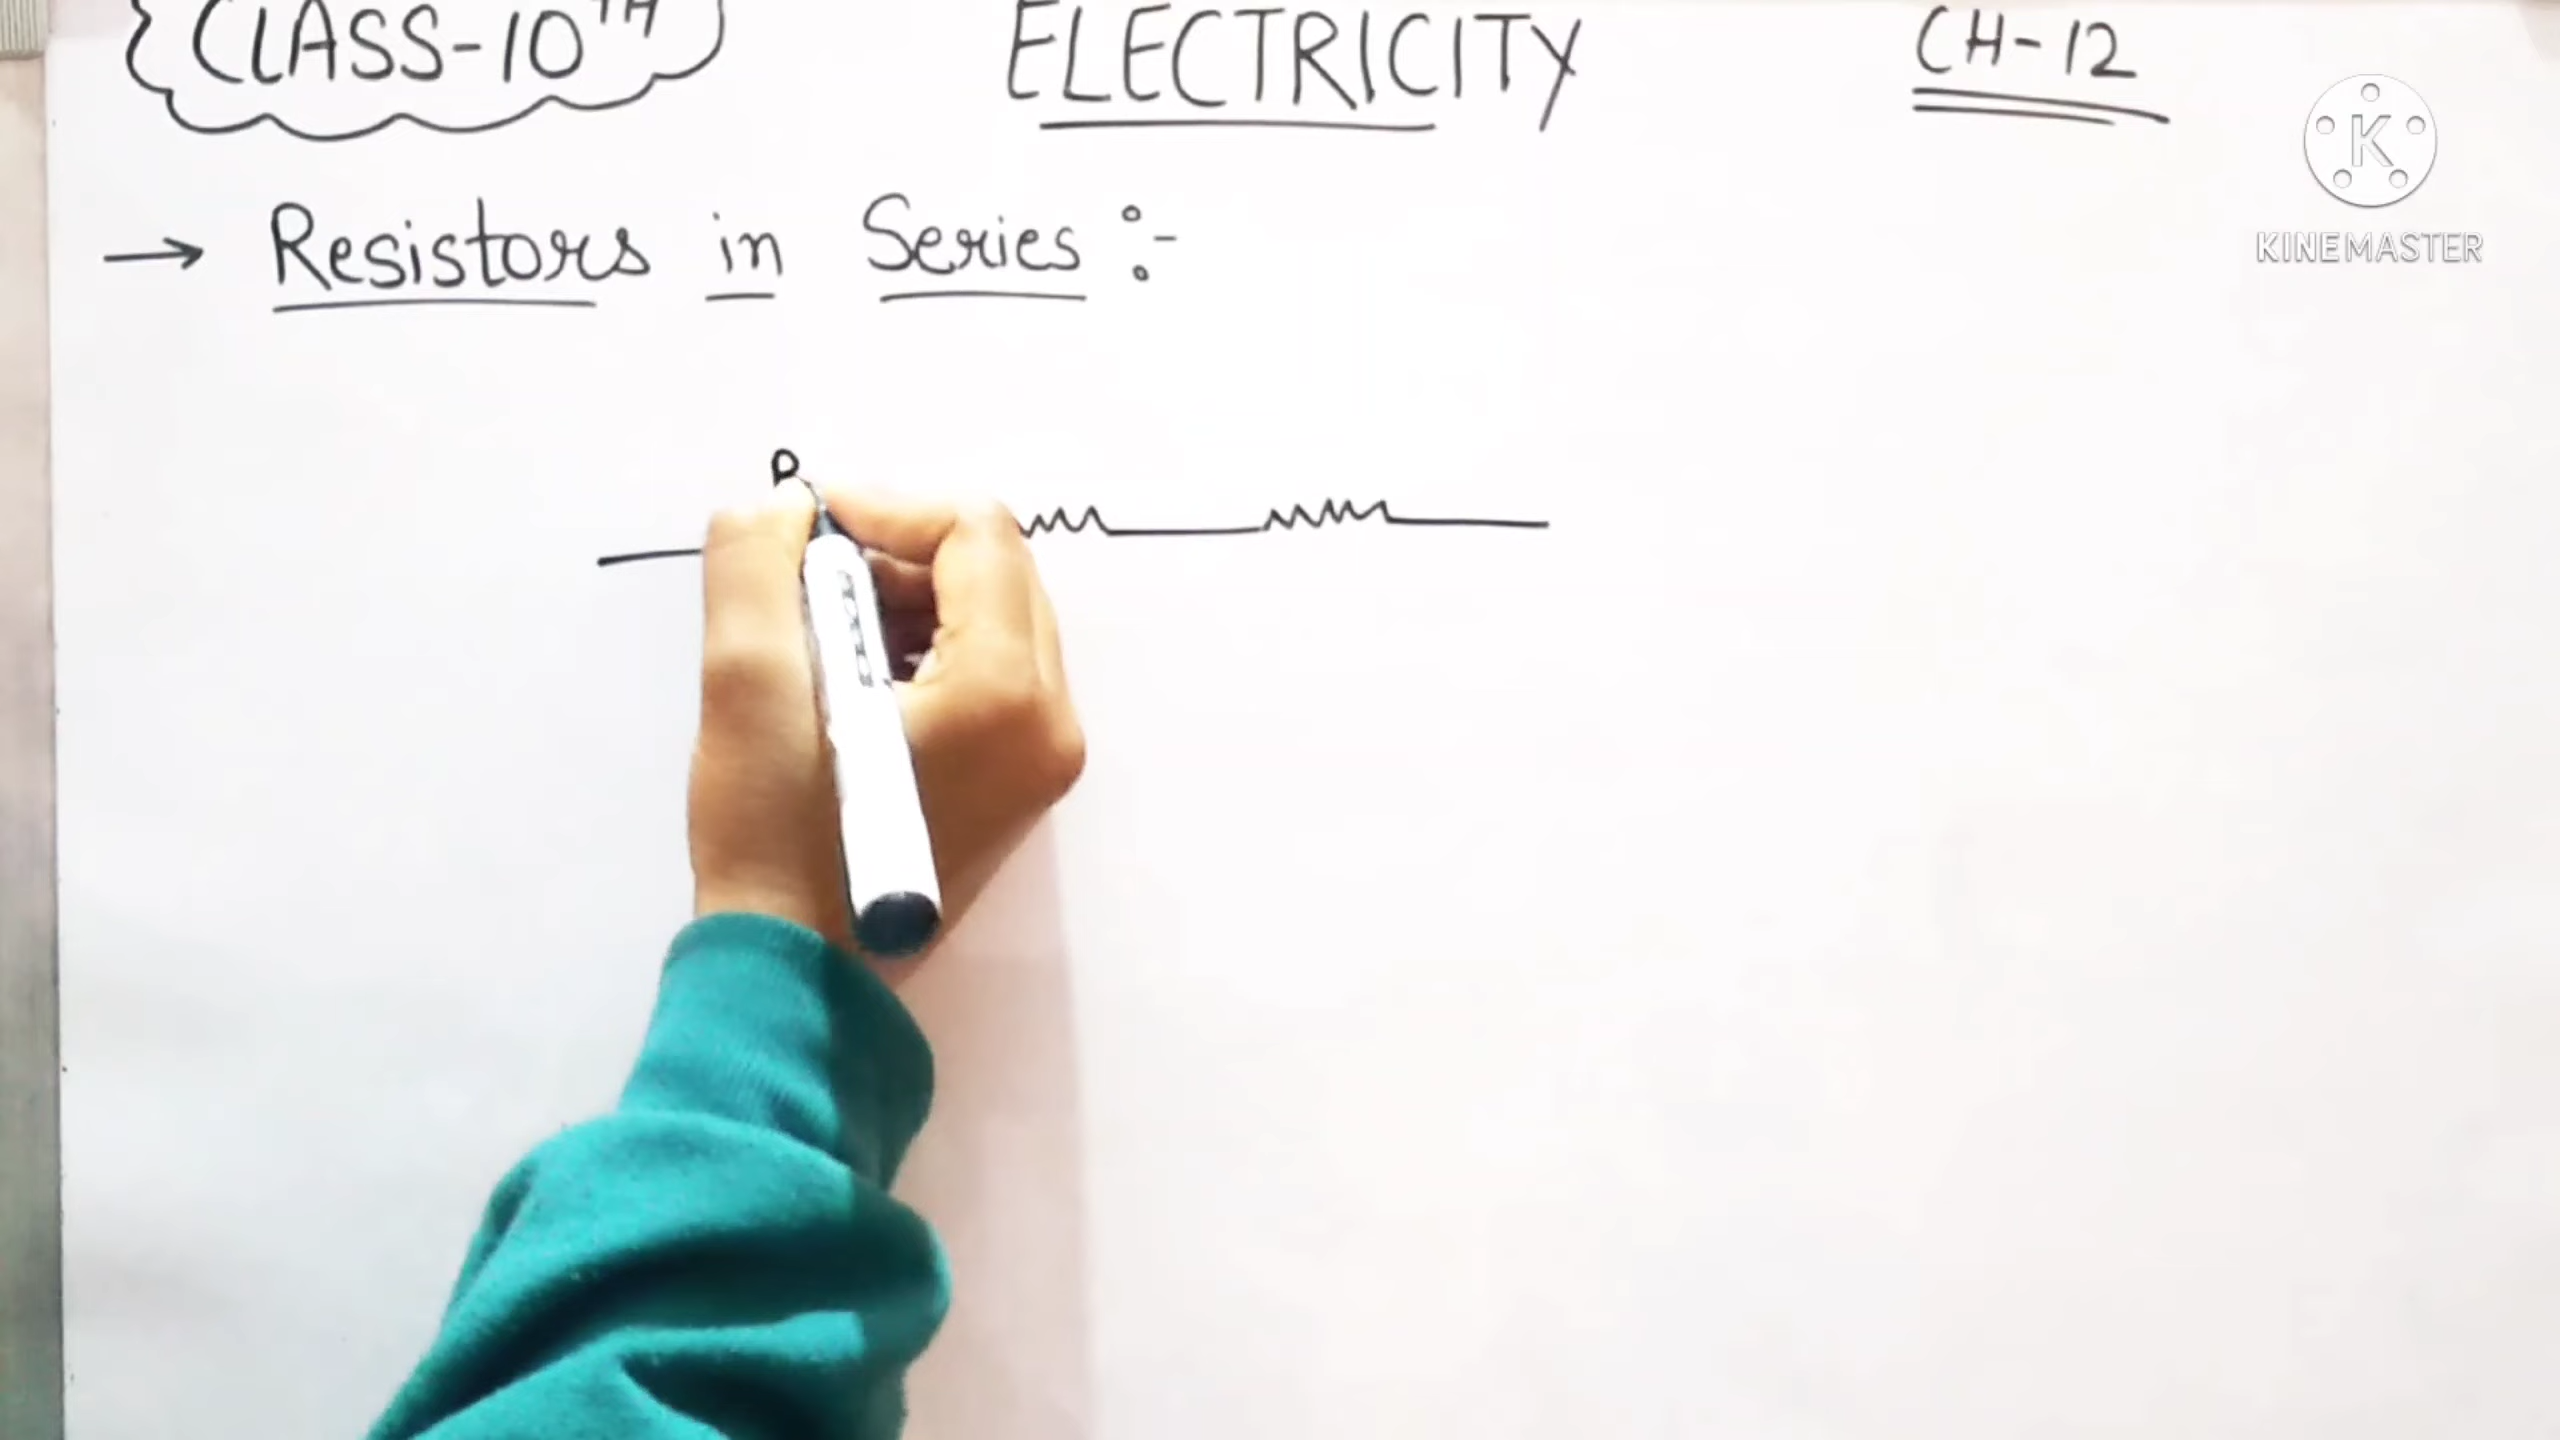 CLASS-10TH ELECTRICITY CH-12
K
KINEMASTER
→ Resistors in Series :-
R